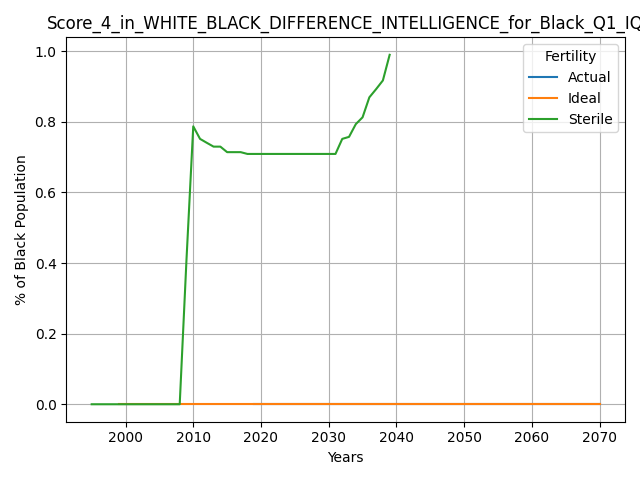 Score_4_in_WHITE_BLACK_DIFFERENCE_INTELLIGENCE_for_Black_Q1_IQ
Fertility
Actual
Ideal
Sterile
% of Black Population
1.0
0.8
0.6
0.4
0.2
0.0
2000 2010 2020 2030 2040 2050 2060 2070
Years